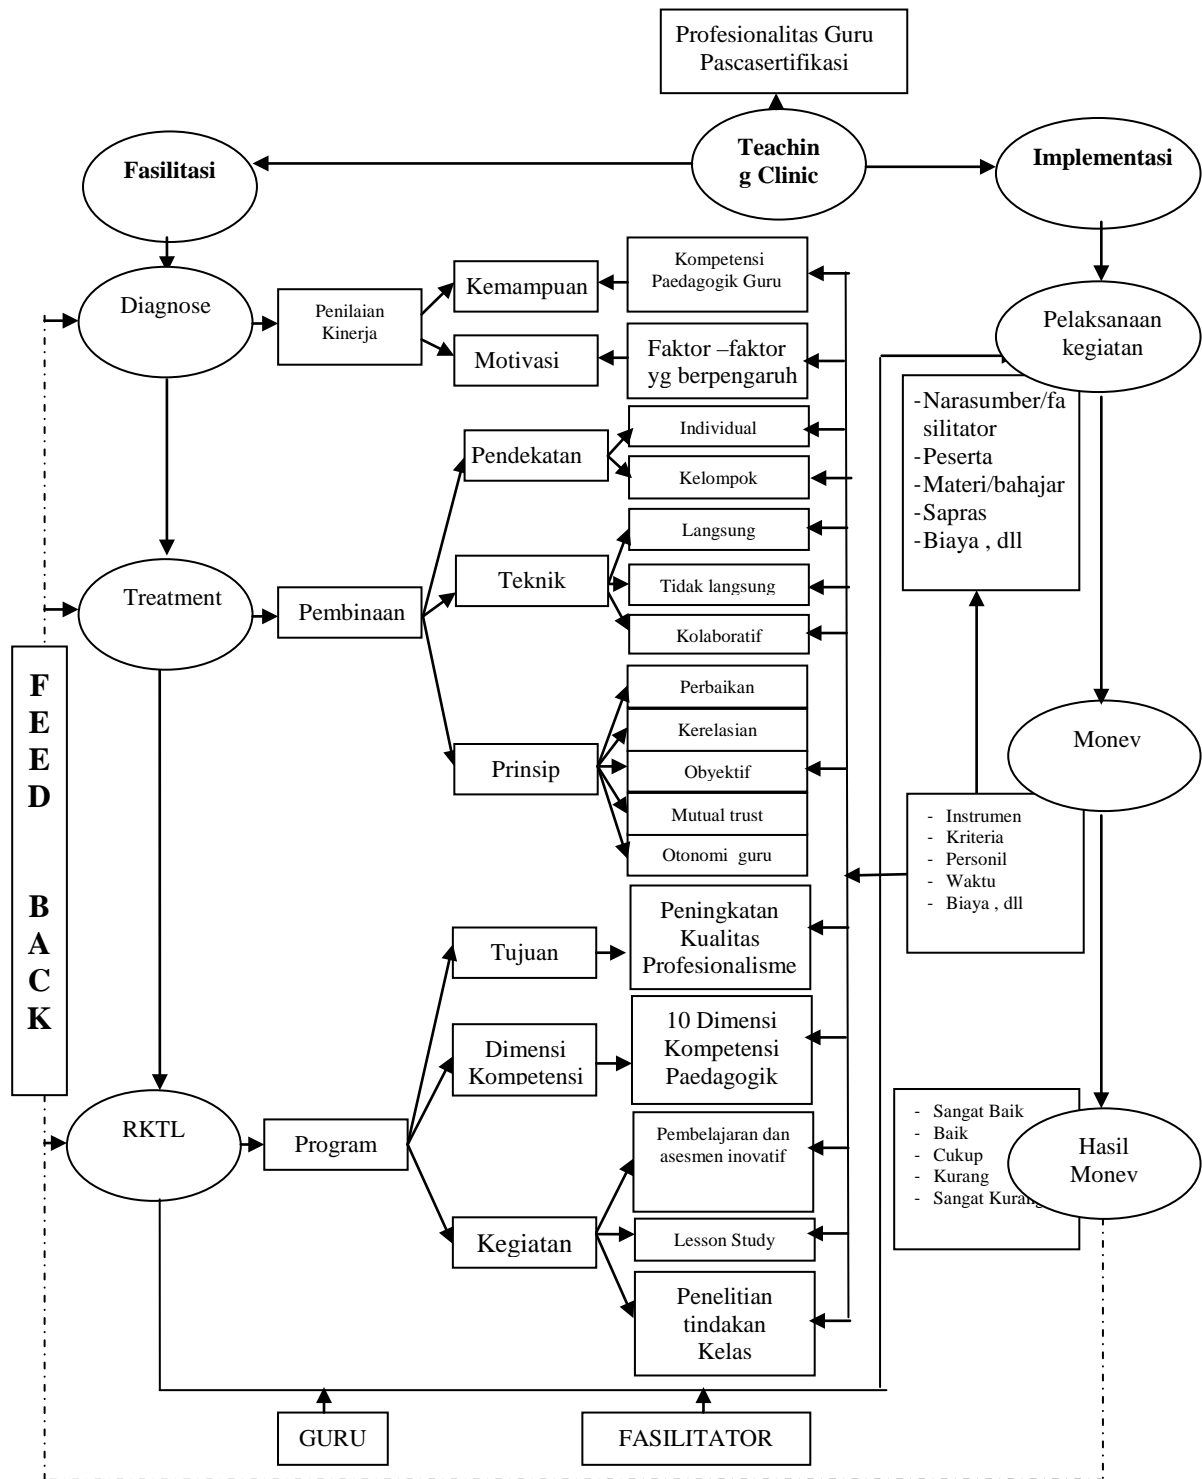 Profesionalitas Guru
Pascasertifikasi
Fasilitasi
Teachin
g Clinic
Implementasi
Diagnose
Penilaian
Kinerja
Kemampuan
Kompetensi
Paedagogik Guru
Motivasi
Faktor –faktor
yg berpengaruh
Pelaksanaan
kegiatan
-Narasumber/fa
silitator
-Peserta
-Materi/bahajar
-Sapras
-Biaya , dll
Pendekatan
Individual
Kelompok
Treatment
Pembinaan
Teknik
Langsung
Tidak langsung
Kolaboratif
Prinsip
Perbaikan
Kerelasian
Obyektif
Mutual trust
Otonomi guru
Monev
- Instrumen
- Kriteria
- Personil
- Waktu
- Biaya , dll
F
E
E
D
B
A
C
K
Tujuan
Peningkatan
Kualitas
Profesionalisme
Dimensi
Kompetensi
10 Dimensi
Kompetensi
Paedagogik
RKTL
Program
Kegiatan
Pembelajaran dan
asesmen inovatif
Lesson Study
Penelitian
tindakan
Kelas
- Sangat Baik
- Baik
- Cukup
- Kurang
- Sangat Kurang
Hasil
Monev
GURU
FASILITATOR